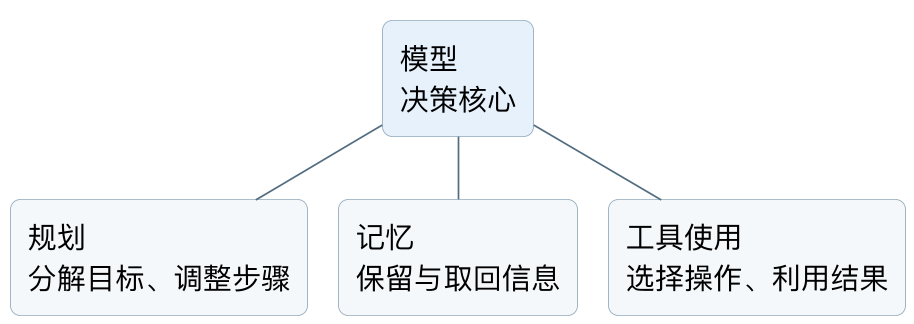 模型
决策核心
规划
分解目标、调整步骤
记忆
保留与取回信息
工具使用
选择操作、利用结果